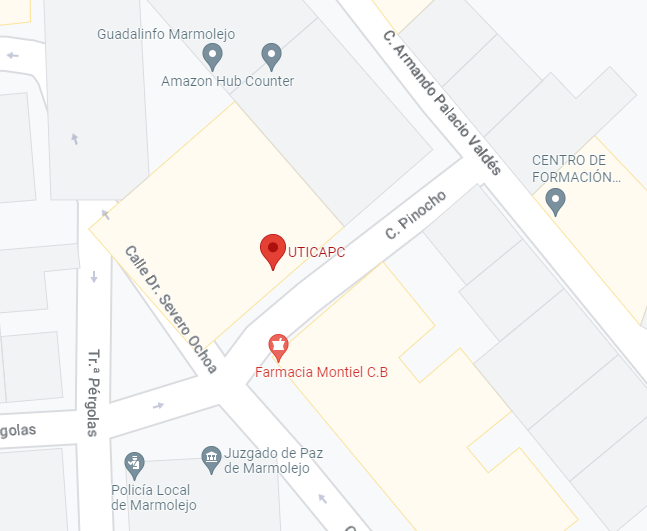 Guadalinfo Marmolejo
Amazon Hub Counter
C. Armando Palacio Valdés
CENTRO DE
FORMACIÓN...
C. Pinocho
UTICAPC
Calle Dr. Severo Ochoa
Tr.ª Pérgolas
Farmacia Montiel C.B
golas
Juzgado de Paz
de Marmolejo
Policía Local
de Marmolejo